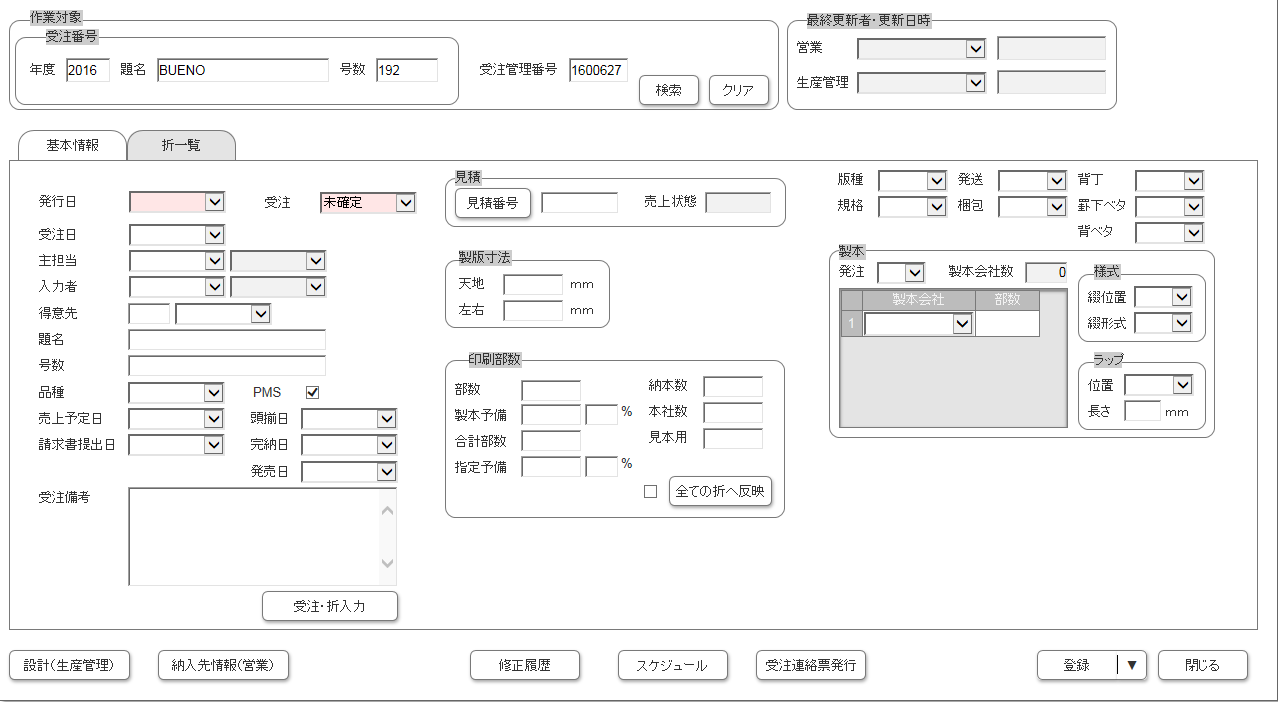 作業対象
受注番号
年度 2016 題名 BUENO 号数 192 受注管理番号 1600627
検索 クリア
最終更新者・更新日時
営業
生産管理
基本情報 折一覧
発行日 受注 未確定
受注日
主担当
入力者
得意先
題名
号数
品種 PMS
売上予定日 頭揃日
請求書提出日 完納日
発売日
受注備考
受注・折入力
見積
見積番号 売上状態
製版寸法
天地 mm
左右 mm
印刷部数
部数 納本数
製本予備 % 本社数
合計部数 見本用
指定予備 %
全ての折へ反映
版種 発送 背丁
規格 梱包 罫下ベタ
背ベタ
製本
発注 製本会社数 0
製本会社 部数
1
様式
綴位置
綴形式
ラップ
位置
長さ mm
設計(生産管理) 納入先情報(営業) 修正履歴 スケジュール 受注連絡票発行 登録 ▼ 閉じる